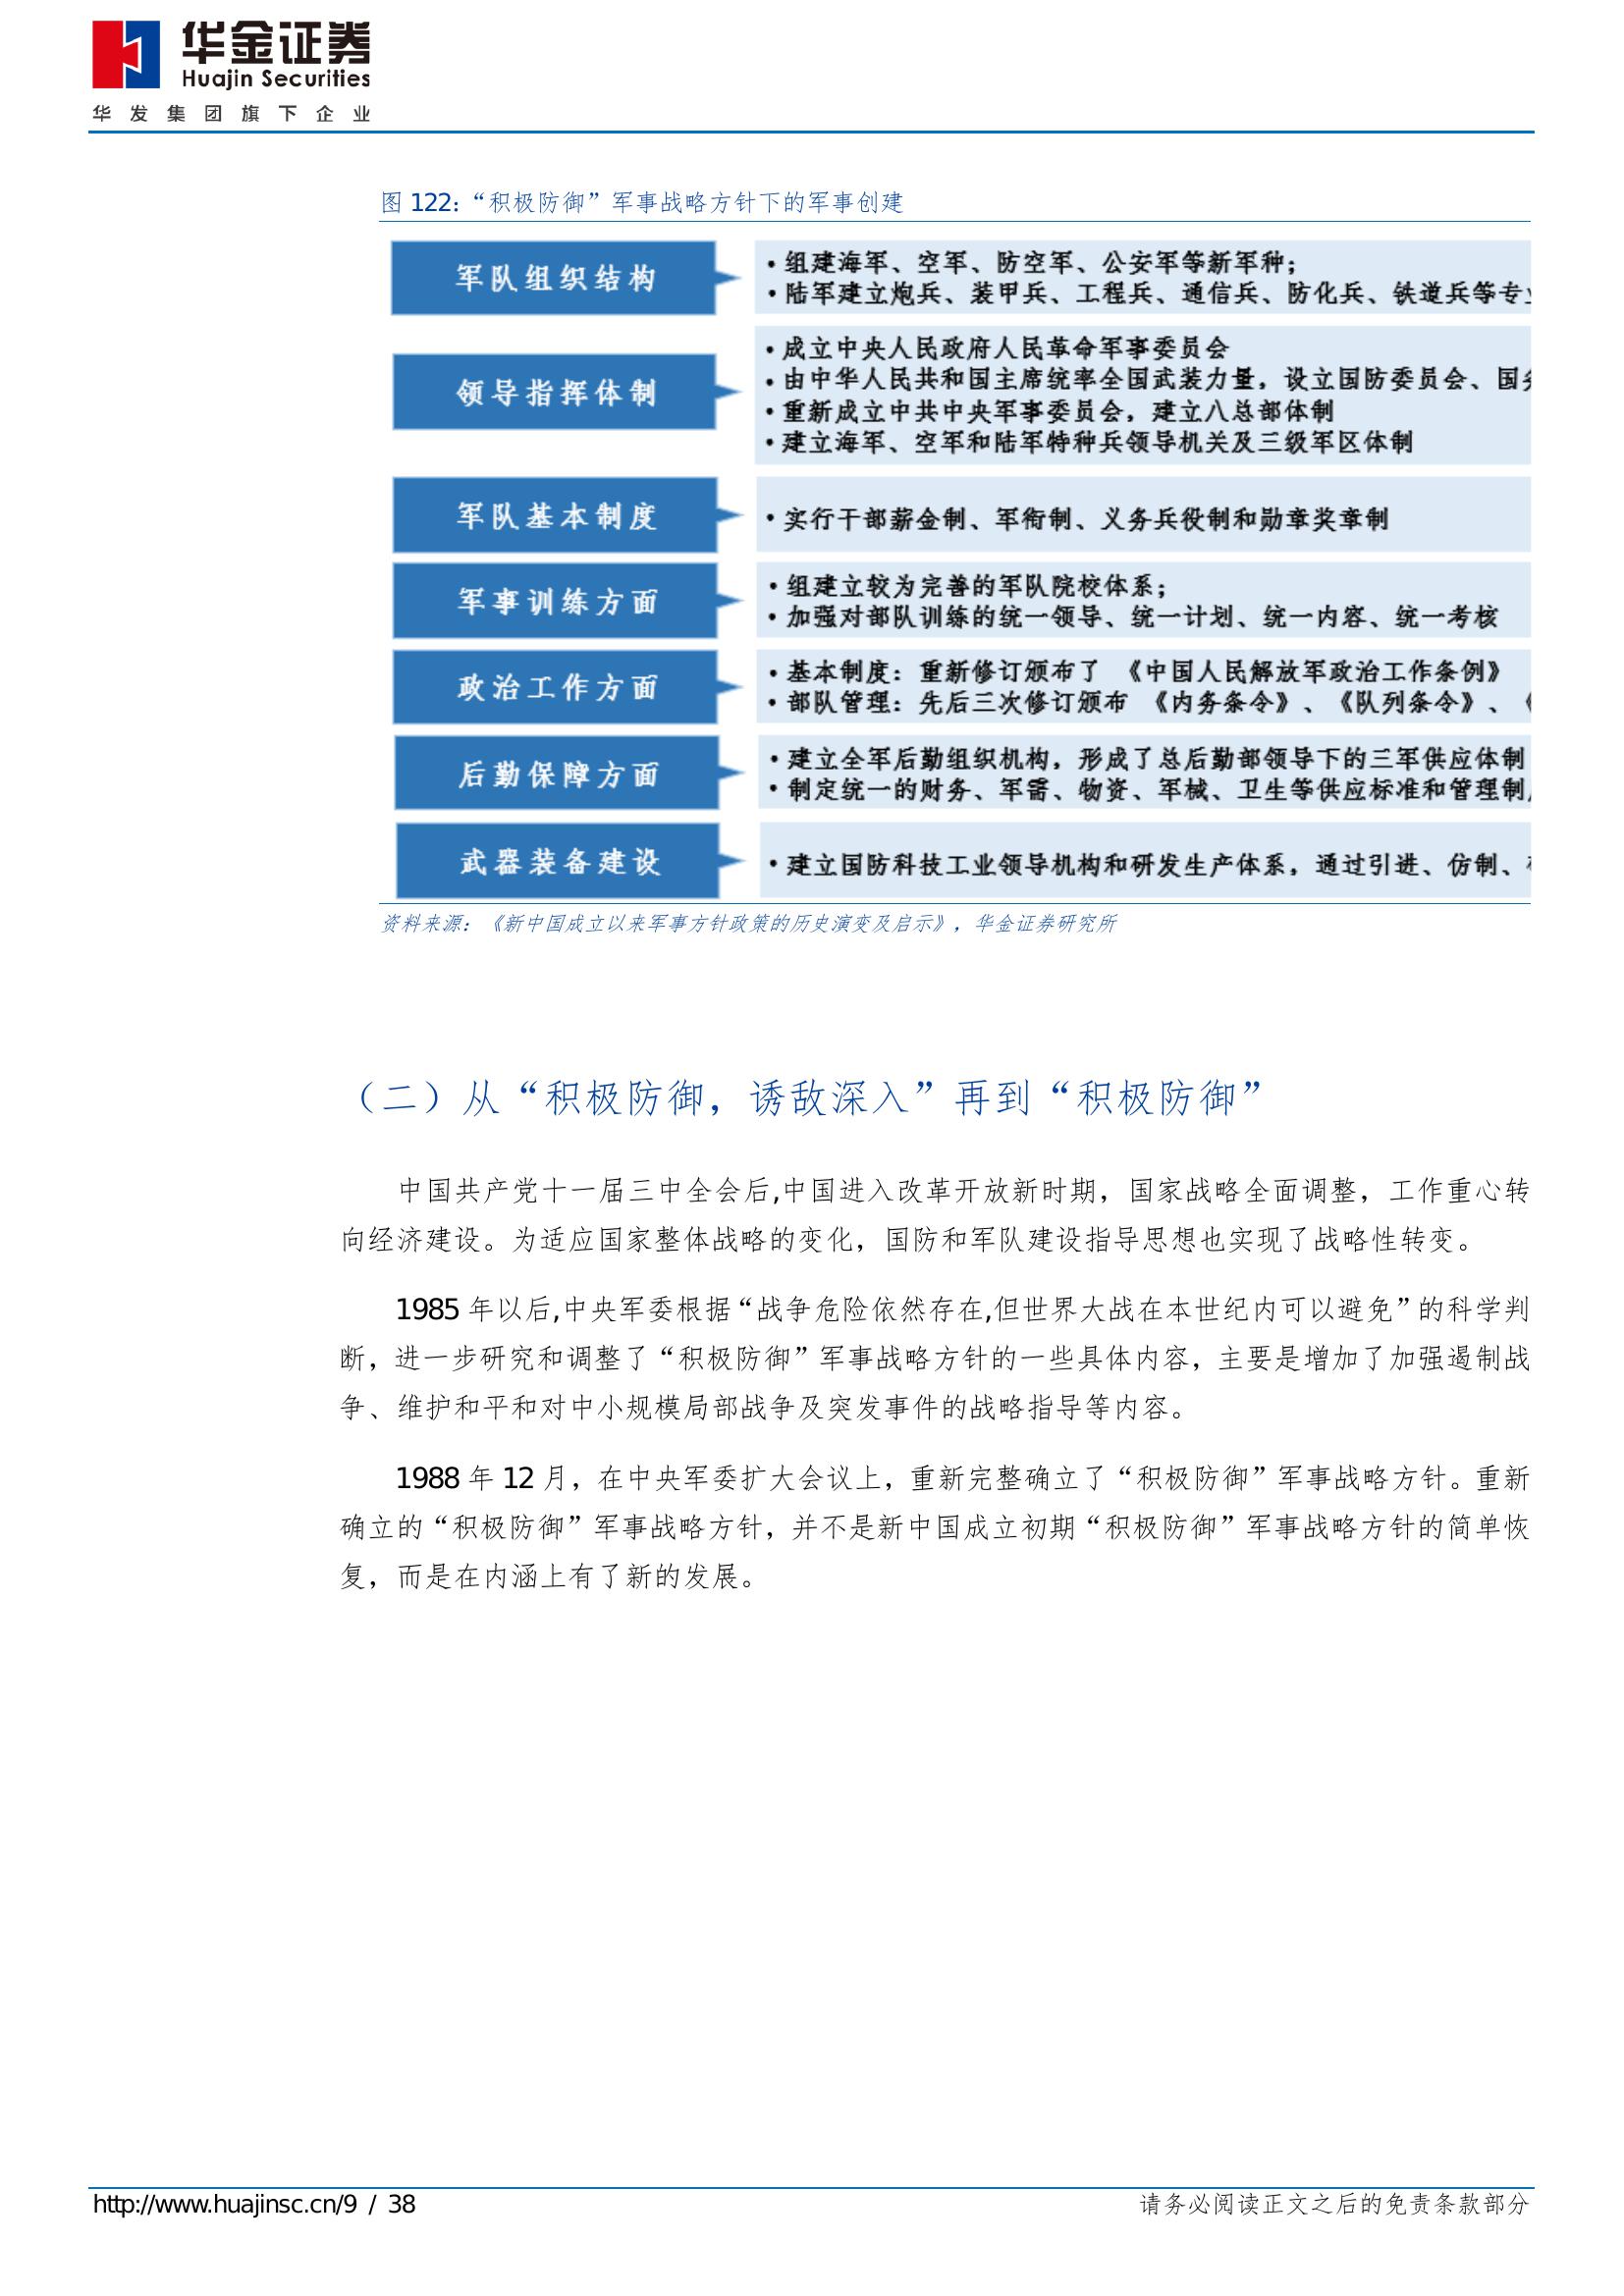 华金证券
Huajin Securities
华发集团旗下企业
图 122：“积极防御”军事战略方针下的军事创建
军队组织结构
• 组建海军、空军、防空军、公安军等新军种；
• 陆军建立炮兵、装甲兵、工程兵、通信兵、防化兵、铁道兵等专
领导指挥体制
• 成立中央人民政府人民革命军事委员会
• 由中华人民共和国主席统率全国武装力量，设立国防委员会、国
• 重新成立中共中央军事委员会，建立八总部体制
• 建立海军、空军和陆军特种兵领导机关及三级军区体制
军队基本制度
• 实行干部薪金制、军衔制、义务兵役制和勋章奖章制
军事训练方面
• 组建立较为完善的军队院校体系；
• 加强对部队训练的统一领导、统一计划、统一内容、统一考核
政治工作方面
• 基本制度：重新修订颁布了 《中国人民解放军政治工作条例》
• 部队管理：先后三次修订颁布 《内务条令》、《队列条令》、《
后勤保障方面
• 建立全军后勤组织机构，形成了总后勤部领导下的三军供应体制
• 制定统一的财务、军需、物资、军械、卫生等供应标准和管理制
武器装备建设
• 建立国防科技工业领导机构和研发生产体系，通过引进、仿制、
资料来源：《新中国成立以来军事方针政策的历史演变及启示》，华金证券研究所
（二）从“积极防御，诱敌深入”再到“积极防御”
中国共产党十一届三中全会后,中国进入改革开放新时期，国家战略全面调整，工作重心转
向经济建设。为适应国家整体战略的变化，国防和军队建设指导思想也实现了战略性转变。
1985 年以后,中央军委根据“战争危险依然存在,但世界大战在本世纪内可以避免”的科学判
断，进一步研究和调整了“积极防御”军事战略方针的一些具体内容，主要是增加了加强遏制战
争、维护和平和对中小规模局部战争及突发事件的战略指导等内容。
1988 年 12 月，在中央军委扩大会议上，重新完整确立了“积极防御”军事战略方针。重新
确立的“积极防御”军事战略方针，并不是新中国成立初期“积极防御”军事战略方针的简单恢
复，而是在内涵上有了新的发展。
http://www.huajinsc.cn/9 / 38
请务必阅读正文之后的免责条款部分